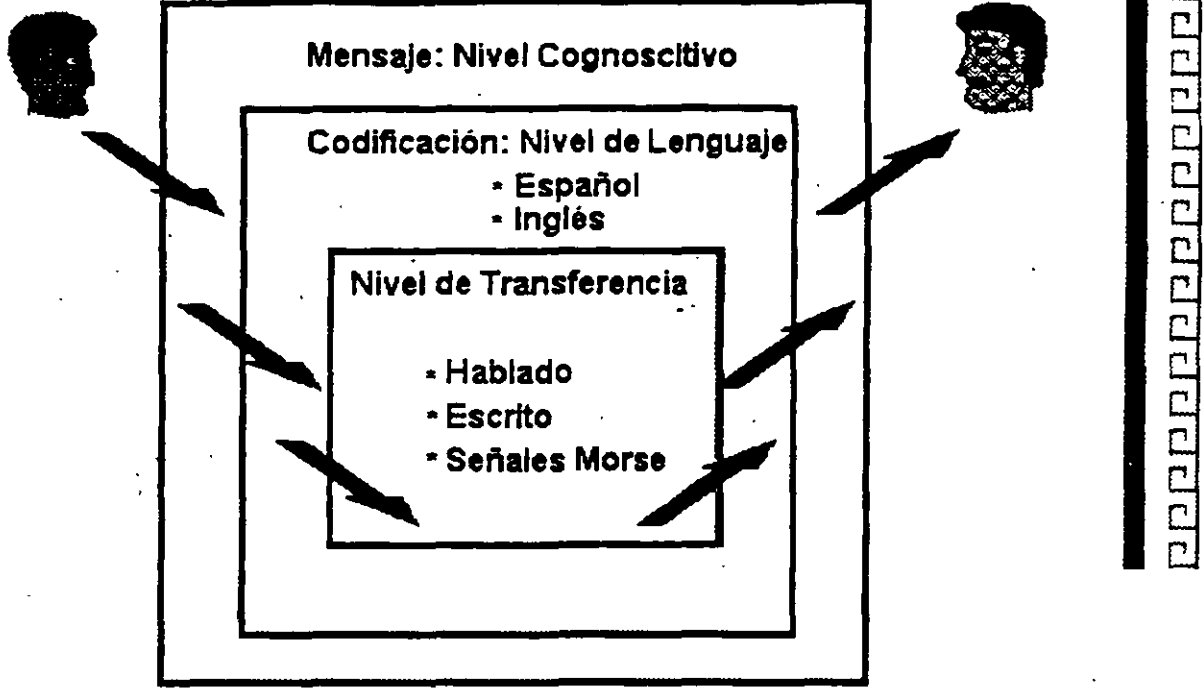 Mensaje: Nivel Cognoscitivo
Codificación: Nivel de Lenguaje
* Español
* Inglés
Nivel de Transferencia
* Hablado
* Escrito
* Señales Morse